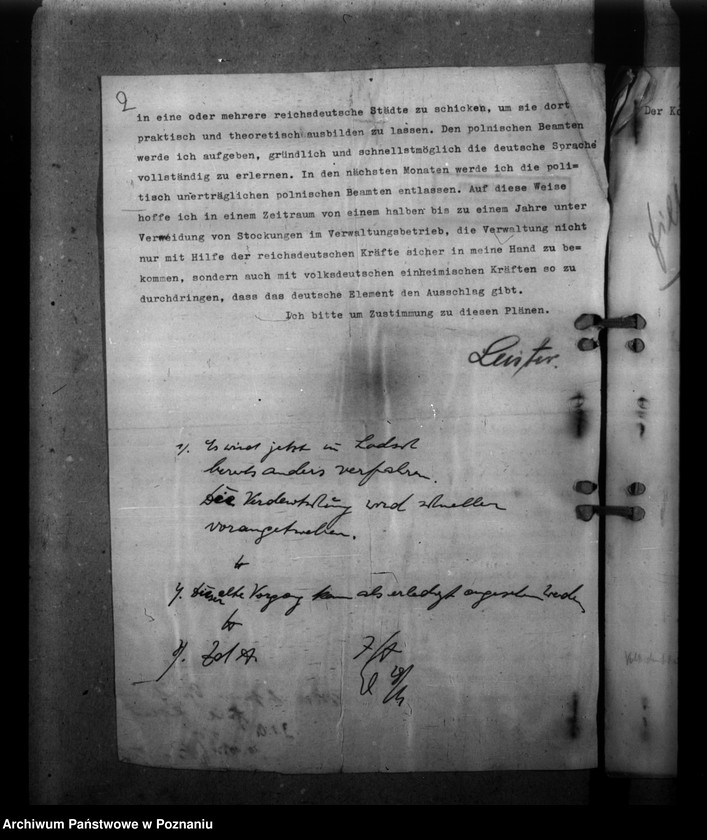 2
in eine oder mehrere reichsdeutsche Städte zu schicken, um sie dort
praktisch und theoretisch ausbilden zu lassen. Den polnischen Beamten
werde ich aufgeben, gründlich und schnellstmöglich die deutsche Sprache
vollständig zu erlernen. In den nächsten Monaten werde ich die poli=
tisch unerträglichen polnischen Beamten entlassen. Auf diese Weise
hoffe ich in einem Zeitraum von einem halben bis zu einem Jahre unter
Vermeidung von Stockungen im Verwaltungsbetrieb, die Verwaltung nicht
nur mit Hilfe der reichsdeutschen Kräfte sicher in meine Hand zu be=
kommen, sondern auch mit volksdeutschen einheimischen Kräften so zu
durchdringen, dass das deutsche Element den Ausschlag gibt.
Ich bitte um Zustimmung zu diesen Plänen.
Leister.
Es wird jetzt in Lodsch
bereits anders verfahren.
Die Verdeutschung wird schneller
vorangetrieben.
Dieser alte Vorgang kann als erledigt angesehen werden
ZdA
Der
Archiwum Państwowe w Poznaniu